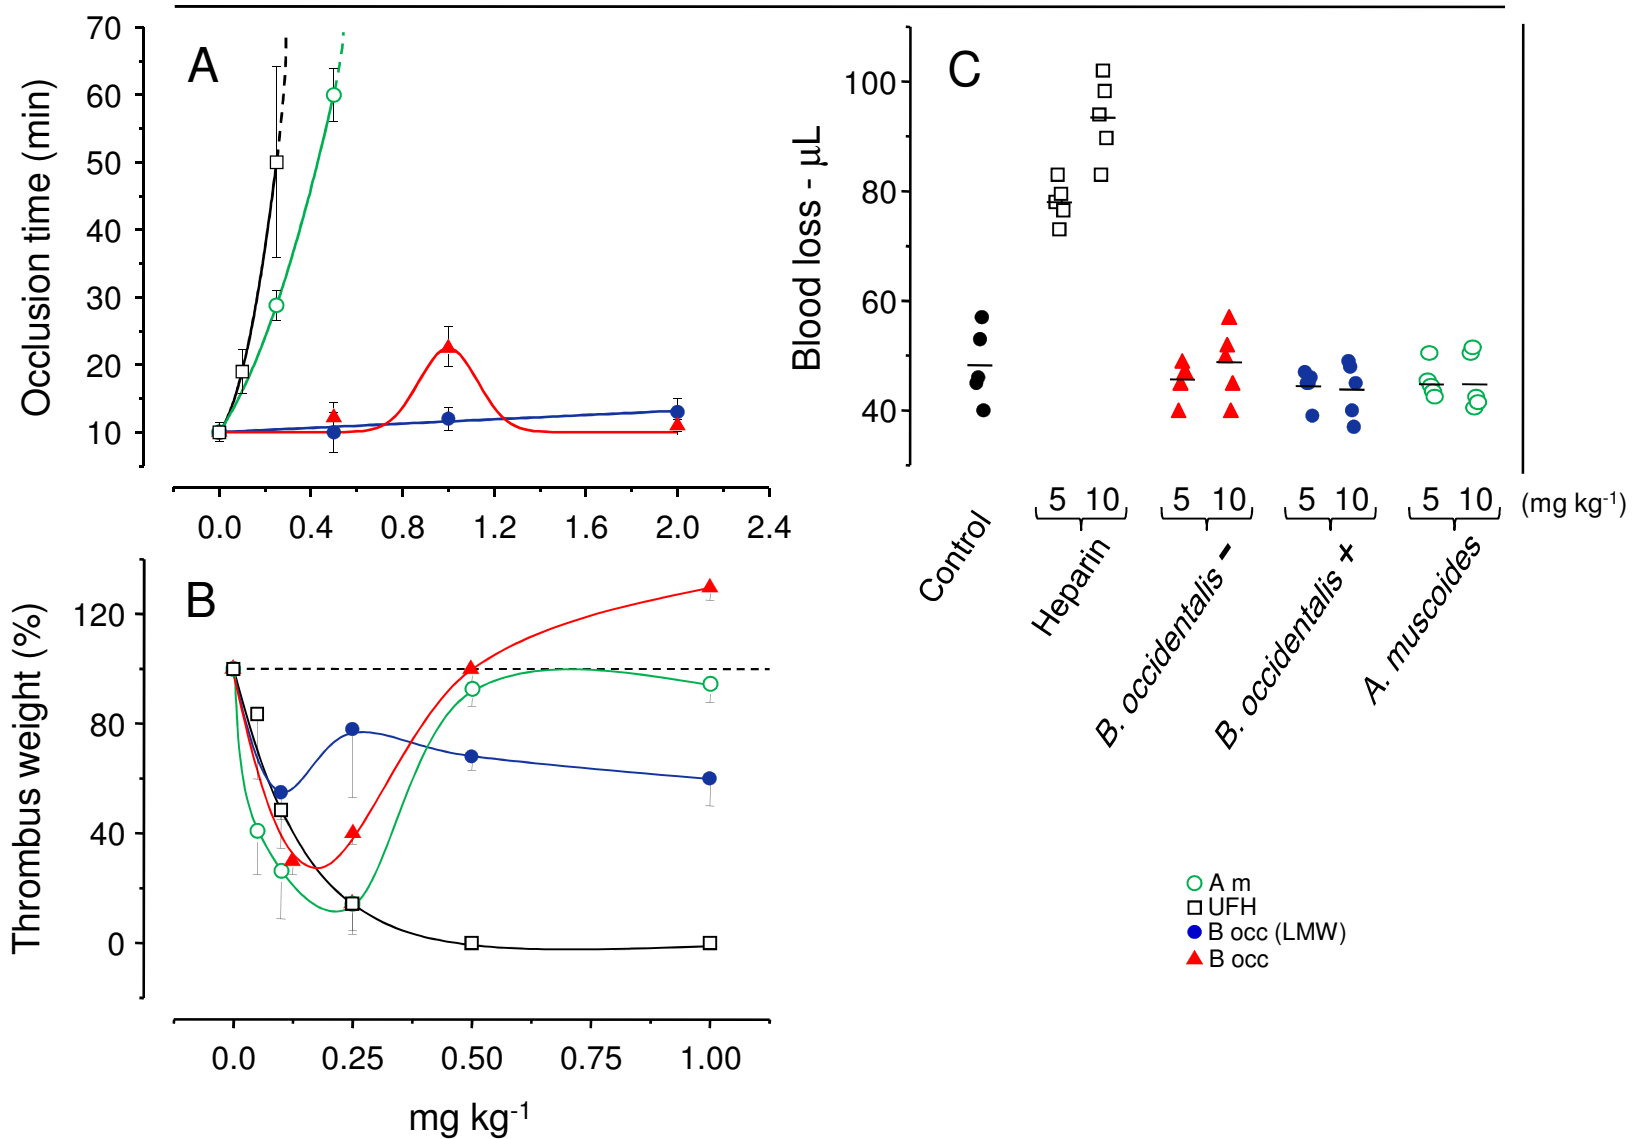 A
Occlusion time (min)
70
60
50
40
30
20
10
0.0 0.4 0.8 1.2 1.6 2.0 2.4
B
Thrombus weight (%)
120
80
40
0
0.0 0.25 0.50 0.75 1.00
mg kg-1
C
Blood loss - µL
100
80
60
40
5 10 5 10 5 10 5 10 (mg kg-1)
Control
Heparin
B. occidentalis -
B. occidentalis +
A. muscoides
A m
UFH
B occ (LMW)
B occ